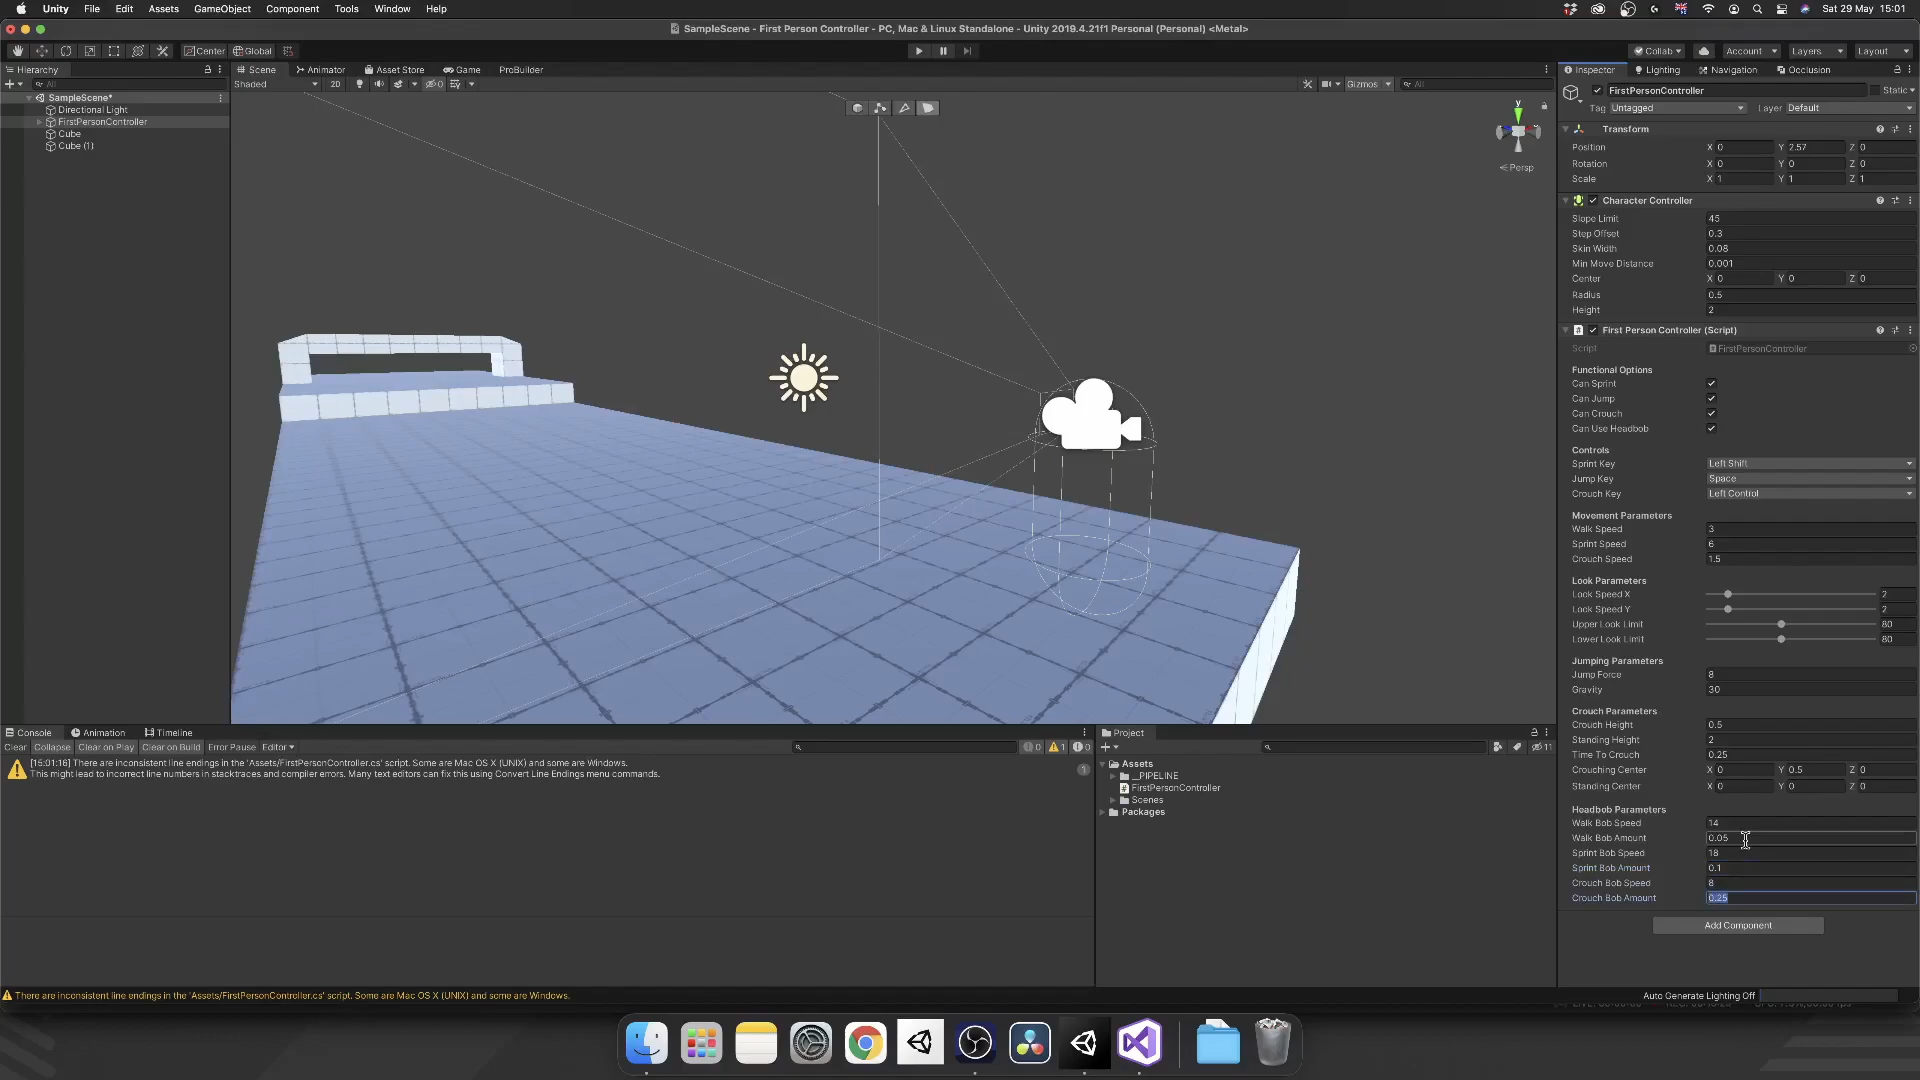 Unity File Edit Assets GameObject Component Tools Window Help Sat 29 May 15:01
SampleScene - First Person Controller - PC, Mac & Linux Standalone - Unity 2019.4.21f1 Personal (Personal) <Metal>
Center Global Collab Account Layers Layout
Hierarchy
All
SampleScene*
Directional Light
FirstPersonController
Cube
Cube (1)
Scene Animator Asset Store Game ProBuilder
Shaded 2D 0 Gizmos All
y
Persp
Inspector Lighting Navigation Occlusion
FirstPersonController Static
Tag Untagged Layer Default
Transform
Position X 0 Y 2.57 Z 0
Rotation X 0 Y 0 Z 0
Scale X 1 Y 1 Z 1
Character Controller
Slope Limit 45
Step Offset 0.3
Skin Width 0.08
Min Move Distance 0.001
Center X 0 Y 0 Z 0
Radius 0.5
Height 2
First Person Controller (Script)
Script FirstPersonController
Functional Options
Can Sprint
Can Jump
Can Crouch
Can Use Headbob
Controls
Sprint Key Left Shift
Jump Key Space
Crouch Key Left Control
Movement Parameters
Walk Speed 3
Sprint Speed 6
Crouch Speed 1.5
Look Parameters
Look Speed X 2
Look Speed Y 2
Upper Look Limit 80
Lower Look Limit 80
Jumping Parameters
Jump Force 8
Gravity 30
Crouch Parameters
Crouch Height 0.5
Standing Height 2
Time To Crouch 0.25
Crouching Center X 0 Y 0.5 Z 0
Standing Center X 0 Y 0 Z 0
Headbob Parameters
Walk Bob Speed 14
Walk Bob Amount 0.05
Sprint Bob Speed 18
Sprint Bob Amount 0.1
Crouch Bob Speed 8
Crouch Bob Amount 0.25
Add Component
Console Animation Timeline
Clear Collapse Clear on Play Clear on Build Error Pause Editor 0 1 0
[15:01:16] There are inconsistent line endings in the 'Assets/FirstPersonController.cs' script. Some are Mac OS X (UNIX) and some are Windows.
This might lead to incorrect line numbers in stacktraces and compiler errors. Many text editors can fix this using Convert Line Endings menu commands.
1
Project
11
Assets
__PIPELINE
FirstPersonController
Scenes
Packages
There are inconsistent line endings in the 'Assets/FirstPersonController.cs' script. Some are Mac OS X (UNIX) and some are Windows.
Auto Generate Lighting Off